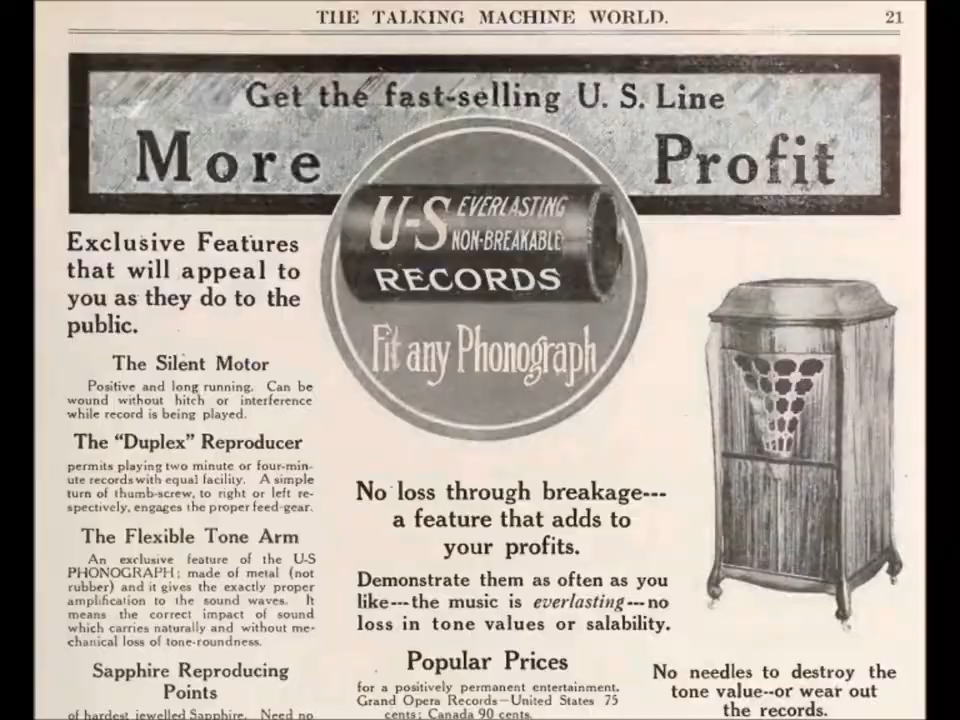 THE TALKING MACHINE WORLD.
21
Get the fast-selling U. S. Line
More Profit
U-S EVERLASTING
NON-BREAKABLE
RECORDS
Fit any Phonograph
Exclusive Features
that will appeal to
you as they do to the
public.
The Silent Motor
Positive and long running. Can be
wound without hitch or interference
while record is being played.
The "Duplex" Reproducer
permits playing two minute or four-min-
ute records with equal facility. A simple
turn of thumb-screw, to right or left re-
spectively, engages the proper feed-gear.
The Flexible Tone Arm
An exclusive feature of the U-S
PHONOGRAPH; made of metal (not
rubber) and it gives the exactly proper
amplification to the sound waves. It
means the correct impact of sound
which carries naturally and without me-
chanical loss of tone-roundness.
Sapphire Reproducing
Points
of hardest jewelled Sapphire. Need no
No loss through breakage---
a feature that adds to
your profits.
Demonstrate them as often as you
like---the music is everlasting---no
loss in tone values or salability.
Popular Prices
for a positively permanent entertainment.
Grand Opera Records—United States 75
cents; Canada 90 cents.
No needles to destroy the
tone value--or wear out
the records.